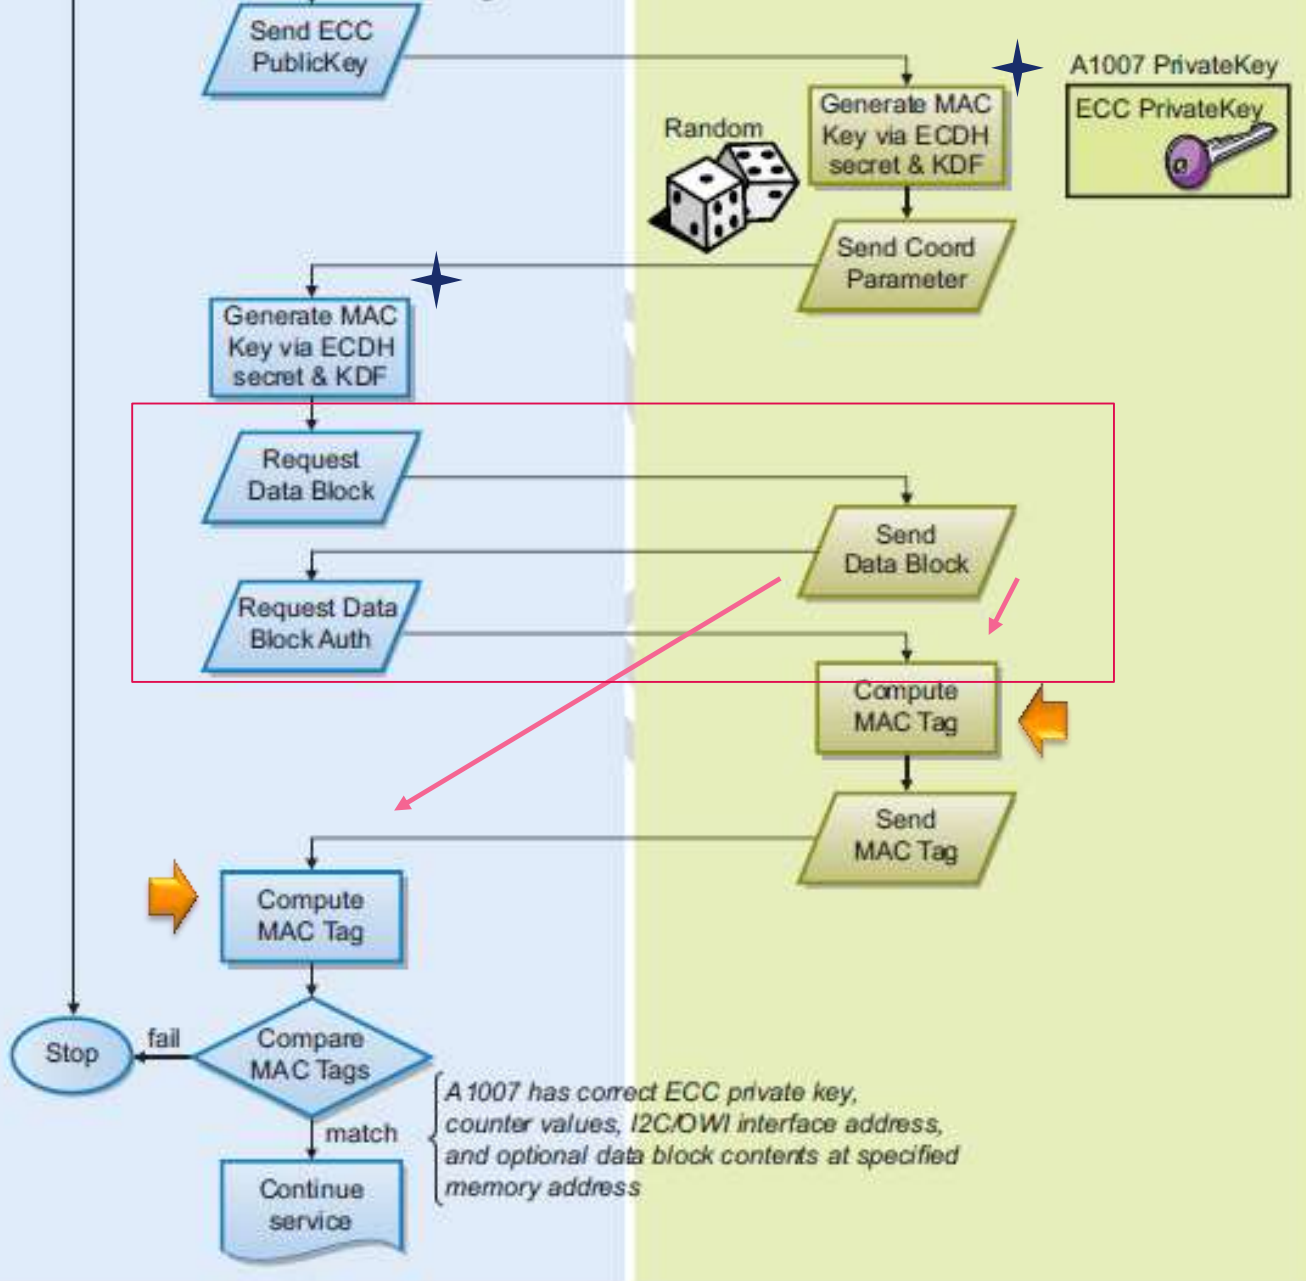 Send ECC
PublicKey
A1007 PrivateKey
ECC PrivateKey
Generate MAC
Key via ECDH
secret & KDF
Random
Send Coord
Parameter
Generate MAC
Key via ECDH
secret & KDF
Request
Data Block
Send
Data Block
Request Data
Block Auth
Compute
MAC Tag
Send
MAC Tag
Compute
MAC Tag
Compare
MAC Tags
fail
Stop
match
A1007 has correct ECC private key,
counter values, I2C/OWI interface address,
and optional data block contents at specified
memory address
Continue
service